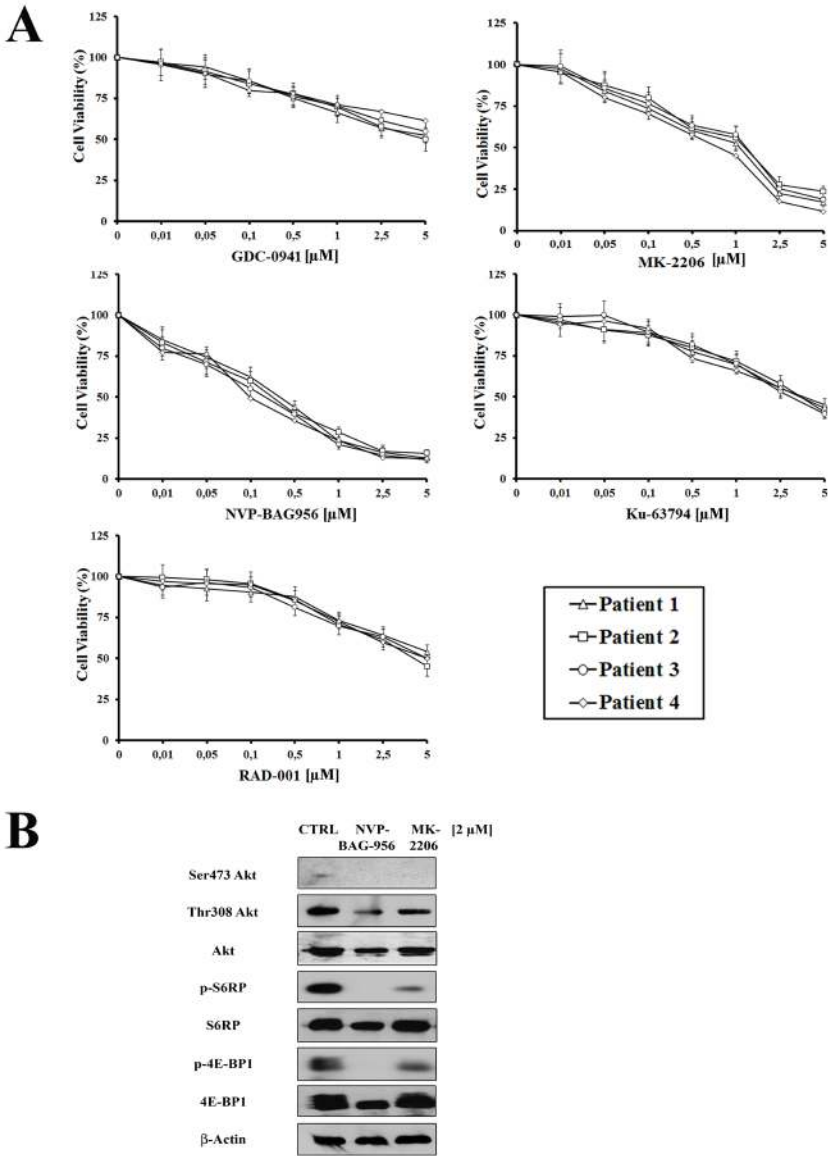 A
125
100
75
50
25
0
Cell Viability (%)
0 0,01 0,05 0,1 0,5 1 2,5 5
GDC-0941 [µM]
125
100
75
50
25
0
Cell Viability (%)
0 0,01 0,05 0,1 0,5 1 2,5 5
MK-2206 [µM]
125
100
75
50
25
0
Cell Viability (%)
0 0,01 0,05 0,1 0,5 1 2,5 5
NVP-BAG956 [µM]
125
100
75
50
25
0
Cell Viability (%)
0 0,01 0,05 0,1 0,5 1 2,5 5
Ku-63794 [µM]
125
100
75
50
25
0
Cell Viability (%)
0 0,01 0,05 0,1 0,5 1 2,5 5
RAD-001 [µM]
Patient 1
Patient 2
Patient 3
Patient 4
B
CTRL NVP- MK- [2 µM]
BAG-956 2206
Ser473 Akt
Thr308 Akt
Akt
p-S6RP
S6RP
p-4E-BP1
4E-BP1
β-Actin